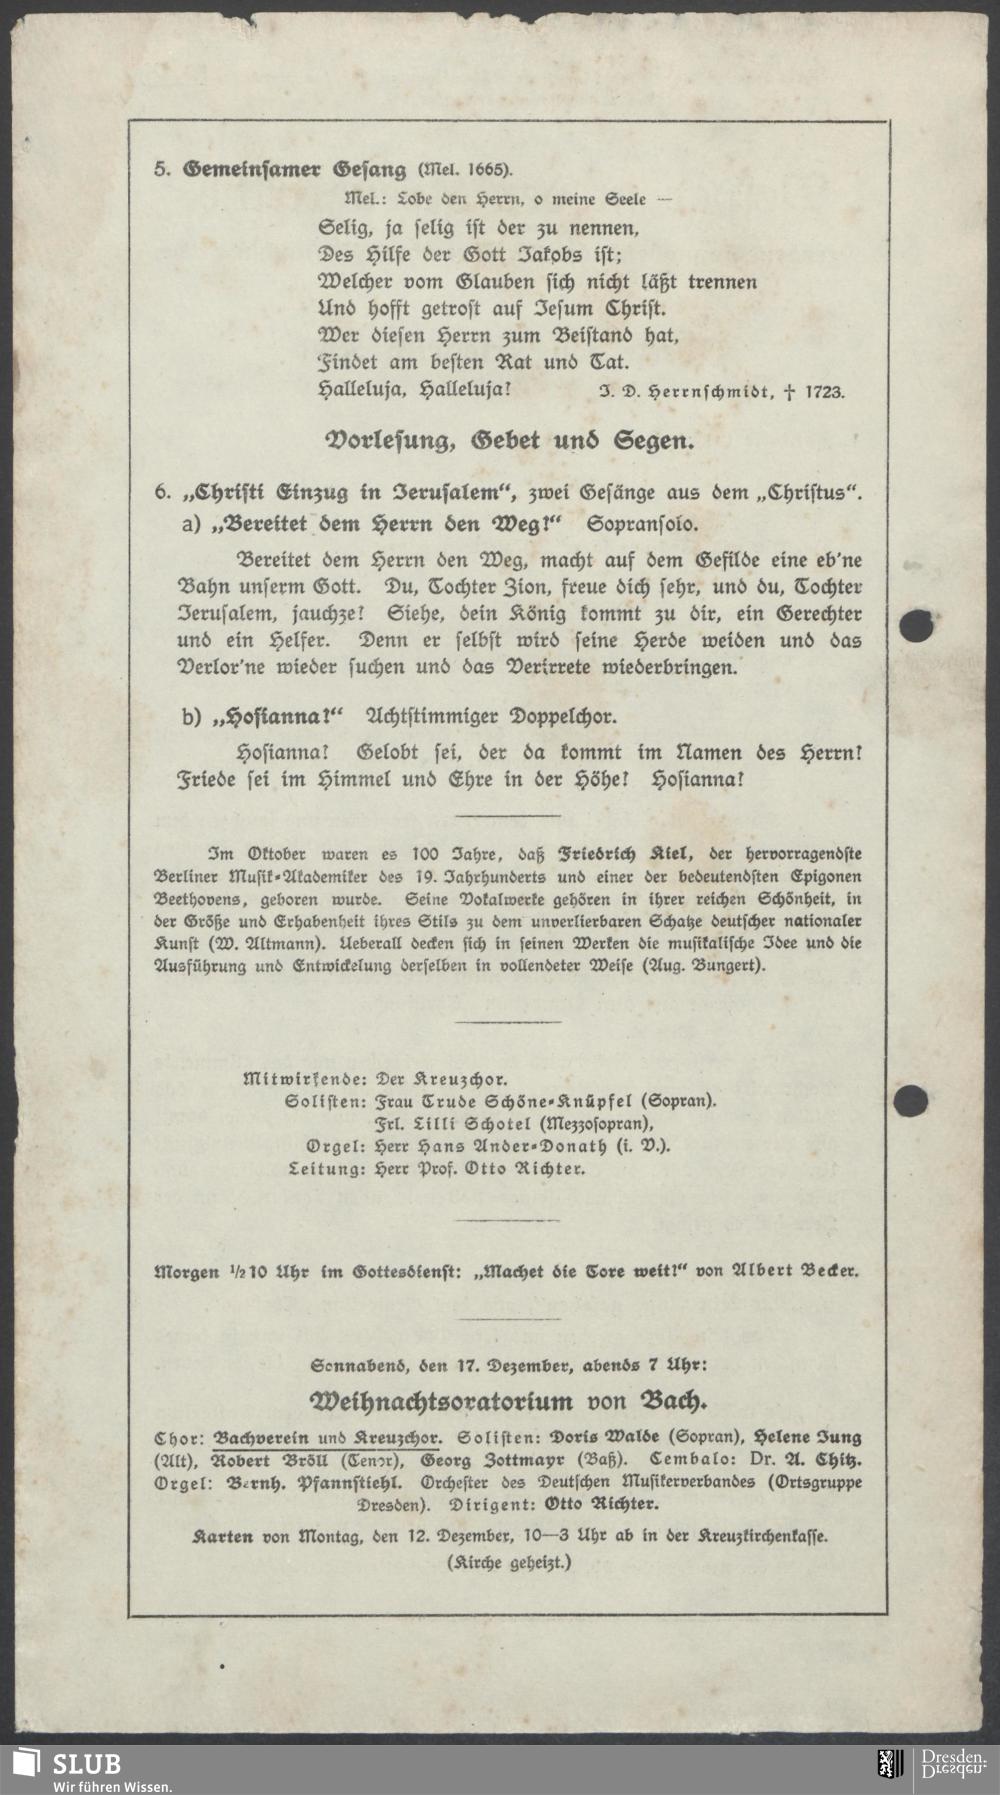 5. Gemeinsamer Gesang (Mel. 1665).
Mel.: Lobe den Herrn, o meine Seele —
Selig, ja selig ist der zu nennen,
Des Hilfe der Gott Jakobs ist;
Welcher vom Glauben sich nicht läßt trennen
Und hofft getrost auf Jesum Christ.
Wer diesen Herrn zum Beistand hat,
Findet am besten Rat und Tat.
Halleluja, Halleluja! J. D. Herrnschmidt, † 1723.
Vorlesung, Gebet und Segen.
6. „Christi Einzug in Jerusalem“, zwei Gesänge aus dem „Christus“.
a) „Bereitet dem Herrn den Weg!“ Sopransolo.
Bereitet dem Herrn den Weg, macht auf dem Gefilde eine eb'ne
Bahn unserm Gott. Du, Tochter Zion, freue dich sehr, und du, Tochter
Jerusalem, jauchze! Siehe, dein König kommt zu dir, ein Gerechter
und ein Helfer. Denn er selbst wird seine Herde weiden und das
Verlor'ne wieder suchen und das Verirrete wiederbringen.
b) „Hosianna!“ Achtstimmiger Doppelchor.
Hosianna! Gelobt sei, der da kommt im Namen des Herrn!
Friede sei im Himmel und Ehre in der Höhe! Hosianna!
Im Oktober waren es 100 Jahre, daß Friedrich Kiel, der hervorragendste
Berliner Musik-Akademiker des 19. Jahrhunderts und einer der bedeutendsten Epigonen
Beethovens, geboren wurde. Seine Vokalwerke gehören in ihrer reichen Schönheit, in
der Größe und Erhabenheit ihres Stils zu dem unverlierbaren Schatze deutscher nationaler
Kunst (W. Altmann). Ueberall decken sich in seinen Werken die musikalische Idee und die
Ausführung und Entwickelung derselben in vollendeter Weise (Aug. Bungert).
Mitwirkende: Der Kreuzchor.
Solisten: Frau Trude Schöne-Knüpfel (Sopran).
Frl. Lilli Schotel (Mezzosopran),
Orgel: Herr Hans Ander-Donath (i. V.).
Leitung: Herr Prof. Otto Richter.
Morgen ½10 Uhr im Gottesdienst: „Machet die Tore weit!“ von Albert Becker.
Sonnabend, den 17. Dezember, abends 7 Uhr:
Weihnachtsoratorium von Bach.
Chor: Bachverein und Kreuzchor. Solisten: Doris Walde (Sopran), Helene Jung
(Alt), Robert Bröll (Tenor), Georg Zottmayr (Baß). Cembalo: Dr. A. Chitz.
Orgel: Bernh. Pfannstiehl. Orchester des Deutschen Musikerverbandes (Ortsgruppe
Dresden). Dirigent: Otto Richter.
Karten von Montag, den 12. Dezember, 10—3 Uhr ab in der Kreuzkirchenkasse.
(Kirche geheizt.)
SLUB
Wir führen Wissen.
Dresden.
Dresden.